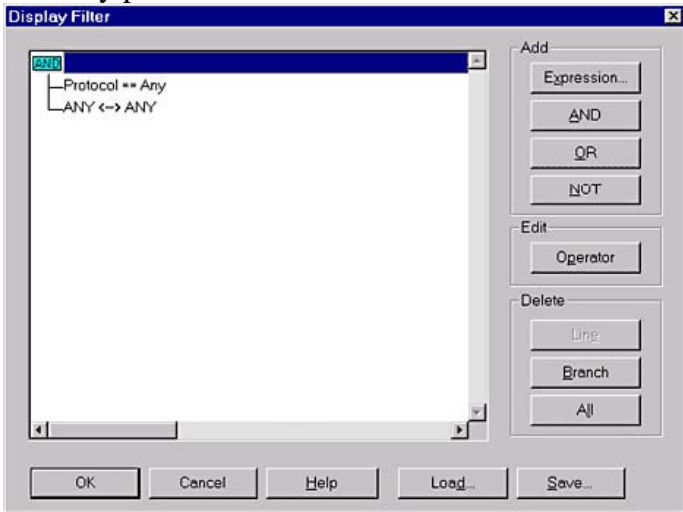 Display Filter
AND
Protocol == Any
ANY <--> ANY
Add
Expression...
AND
OR
NOT
Edit
Operator
Delete
Line
Branch
All
OK
Cancel
Help
Load...
Save...